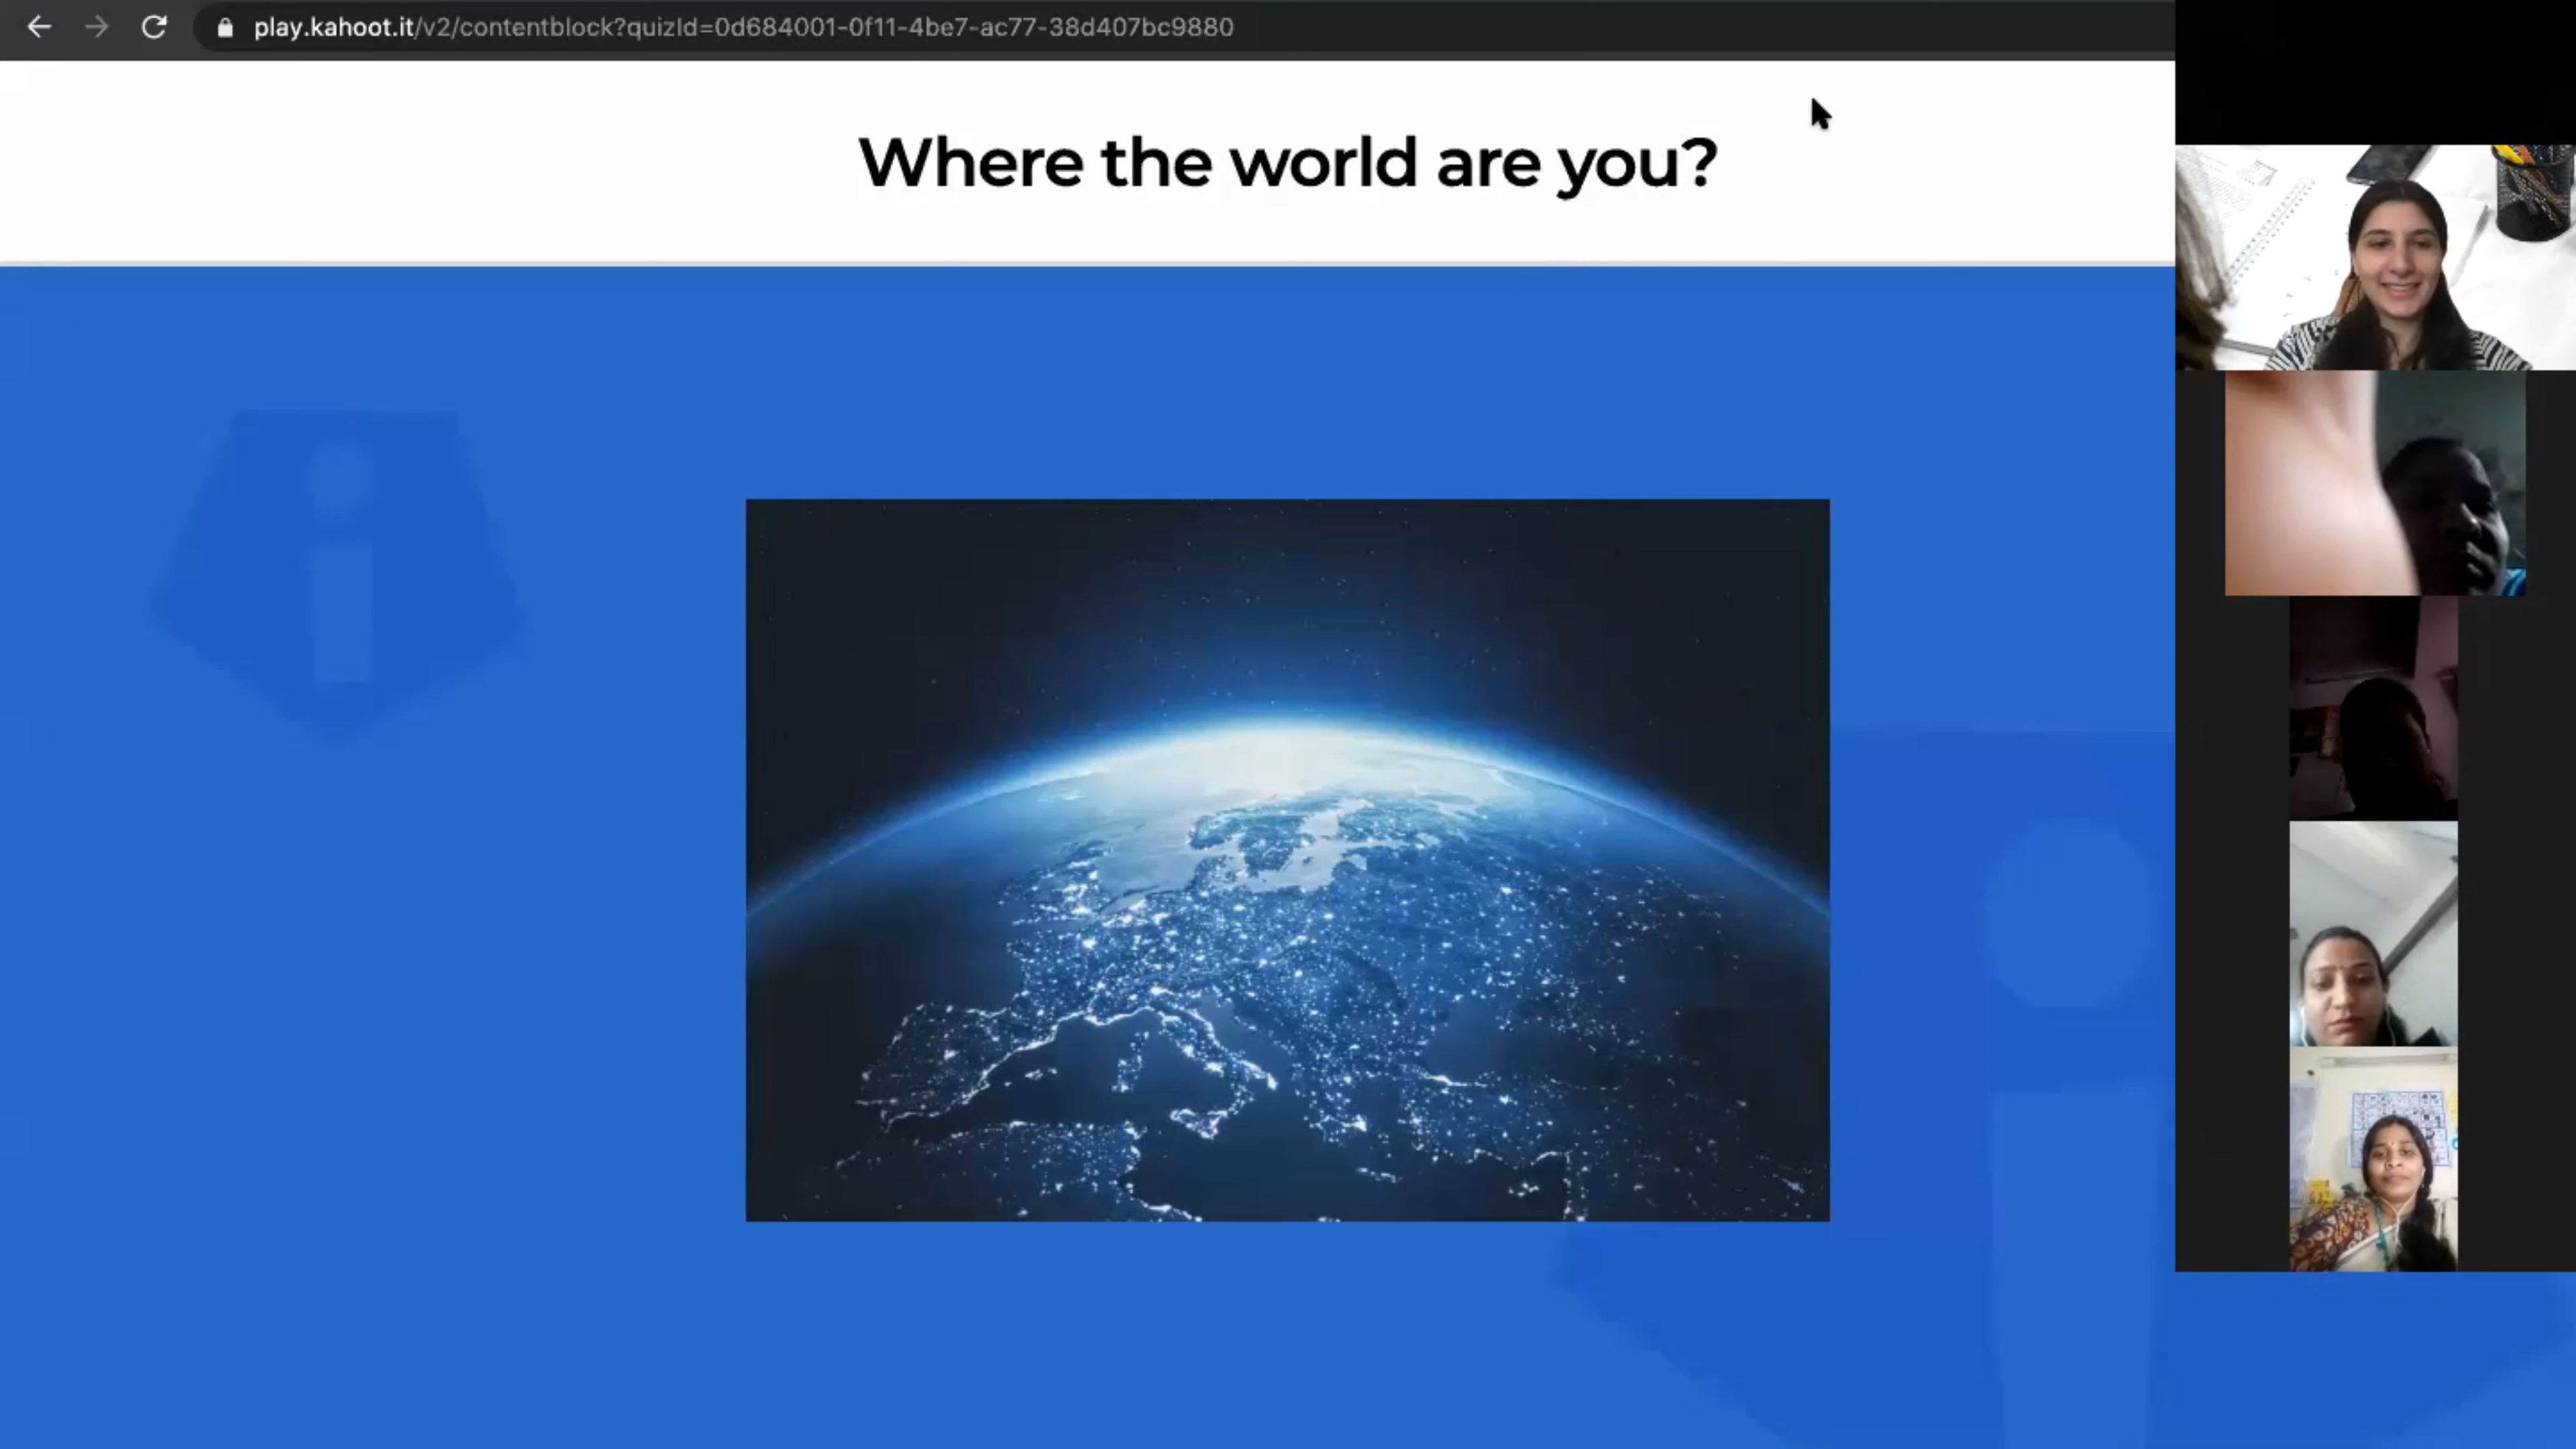 play.kahoot.it/v2/contentblock?quizId=0d684001-0f11-4be7-ac77-38d407bc9880
Where the world are you?